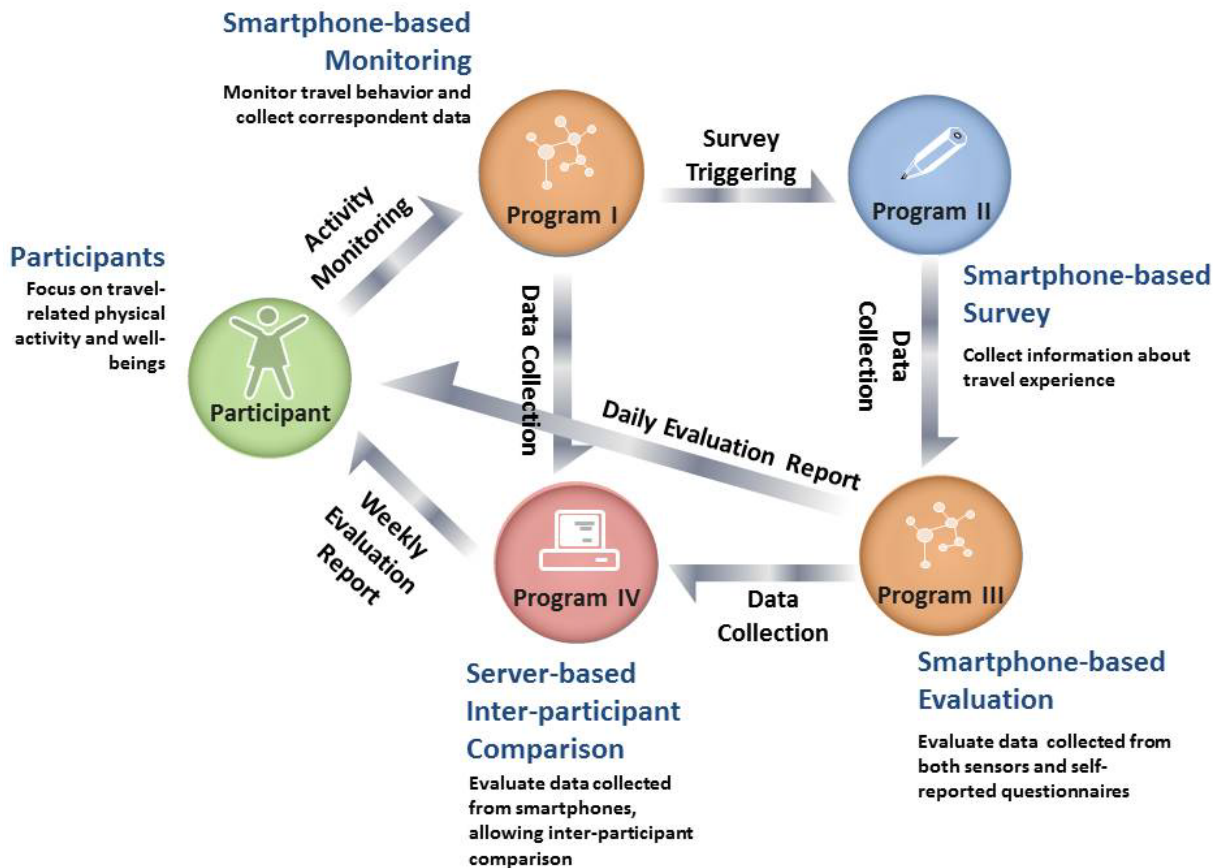 Smartphone-based
Monitoring
Monitor travel behavior and
collect correspondent data
Program I
Survey
Triggering
Program II
Activity
Monitoring
Participants
Focus on travel-
related physical
activity and well-
beings
Participant
Data Collection
Data
Collection
Smartphone-based
Survey
Collect information about
travel experience
Daily Evaluation Report
Weekly
Evaluation
Report
Program IV
Data
Collection
Program III
Server-based
Inter-participant
Comparison
Evaluate data collected
from smartphones,
allowing inter-participant
comparison
Smartphone-based
Evaluation
Evaluate data collected from
both sensors and self-
reported questionnaires